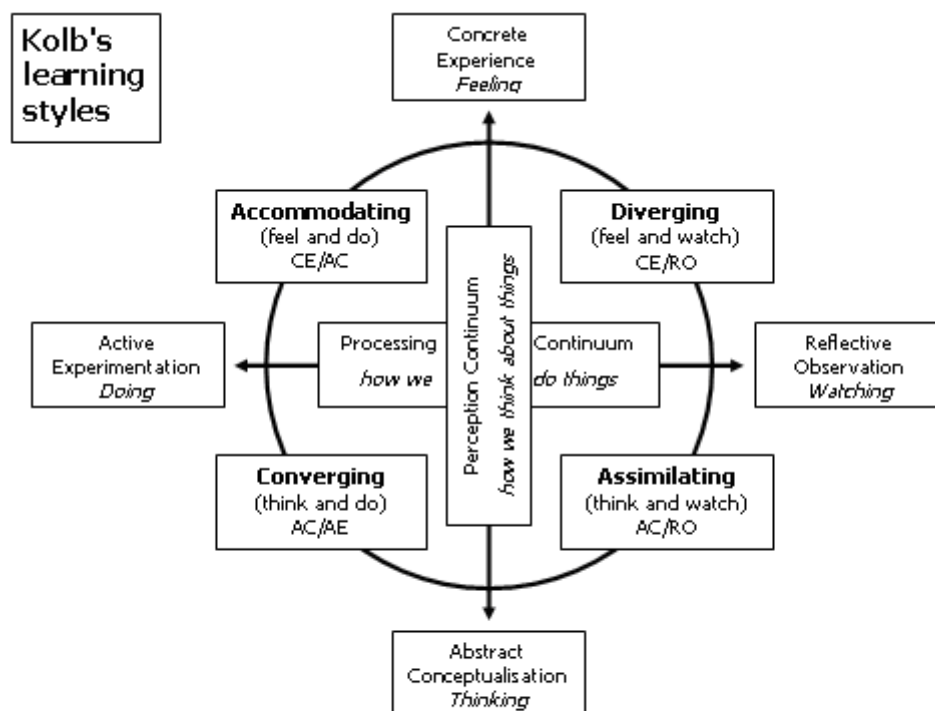 Kolb's
learning
styles
Concrete
Experience
Feeling
Accommodating
(feel and do)
CE/AC
Diverging
(feel and watch)
CE/RO
Active
Experimentation
Doing
Processing Continuum
how we do things
Perception Continuum
how we think about things
Reflective
Observation
Watching
Converging
(think and do)
AC/AE
Assimilating
(think and watch)
AC/RO
Abstract
Conceptualisation
Thinking